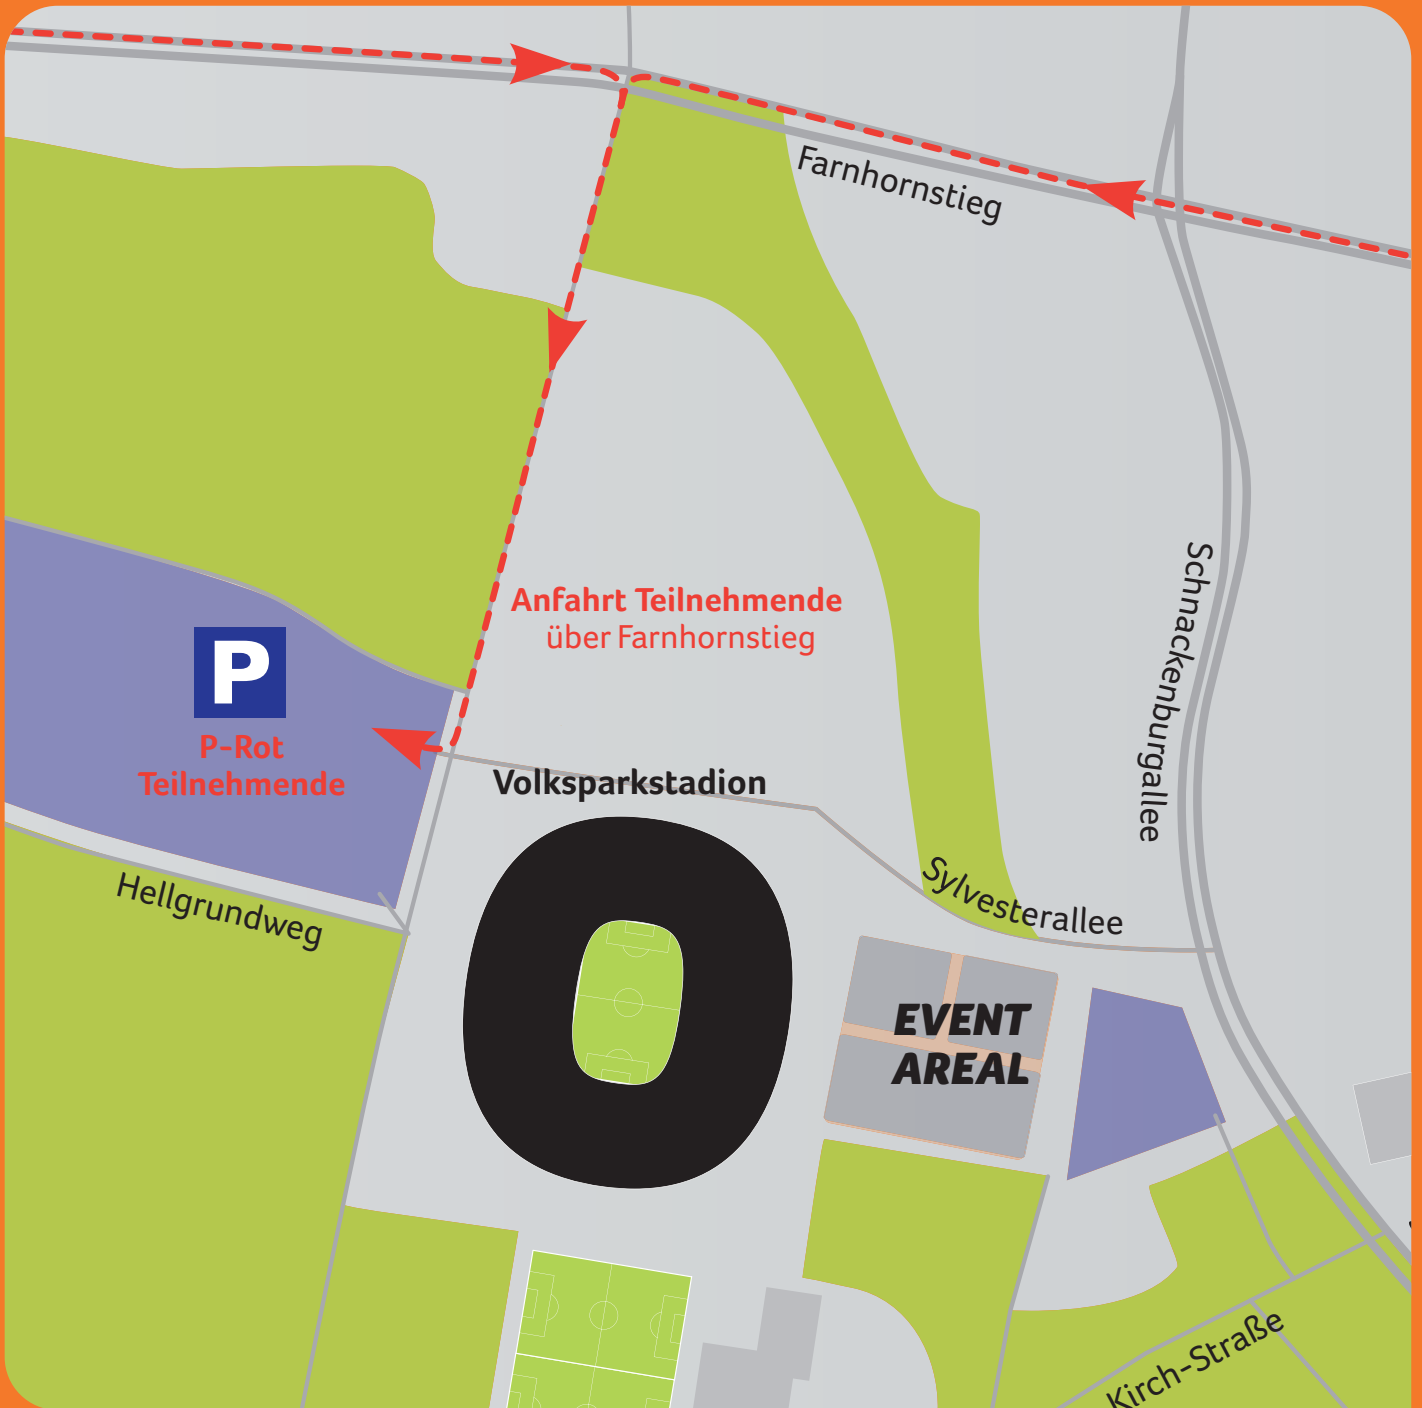 Farnhornstieg
Schnackenburgallee
Anfahrt Teilnehmende
über Farnhornstieg
P
P-Rot
Teilnehmende
Volksparkstadion
Hellgrundweg
Sylvesterallee
EVENT
AREAL
Kirch-Straße